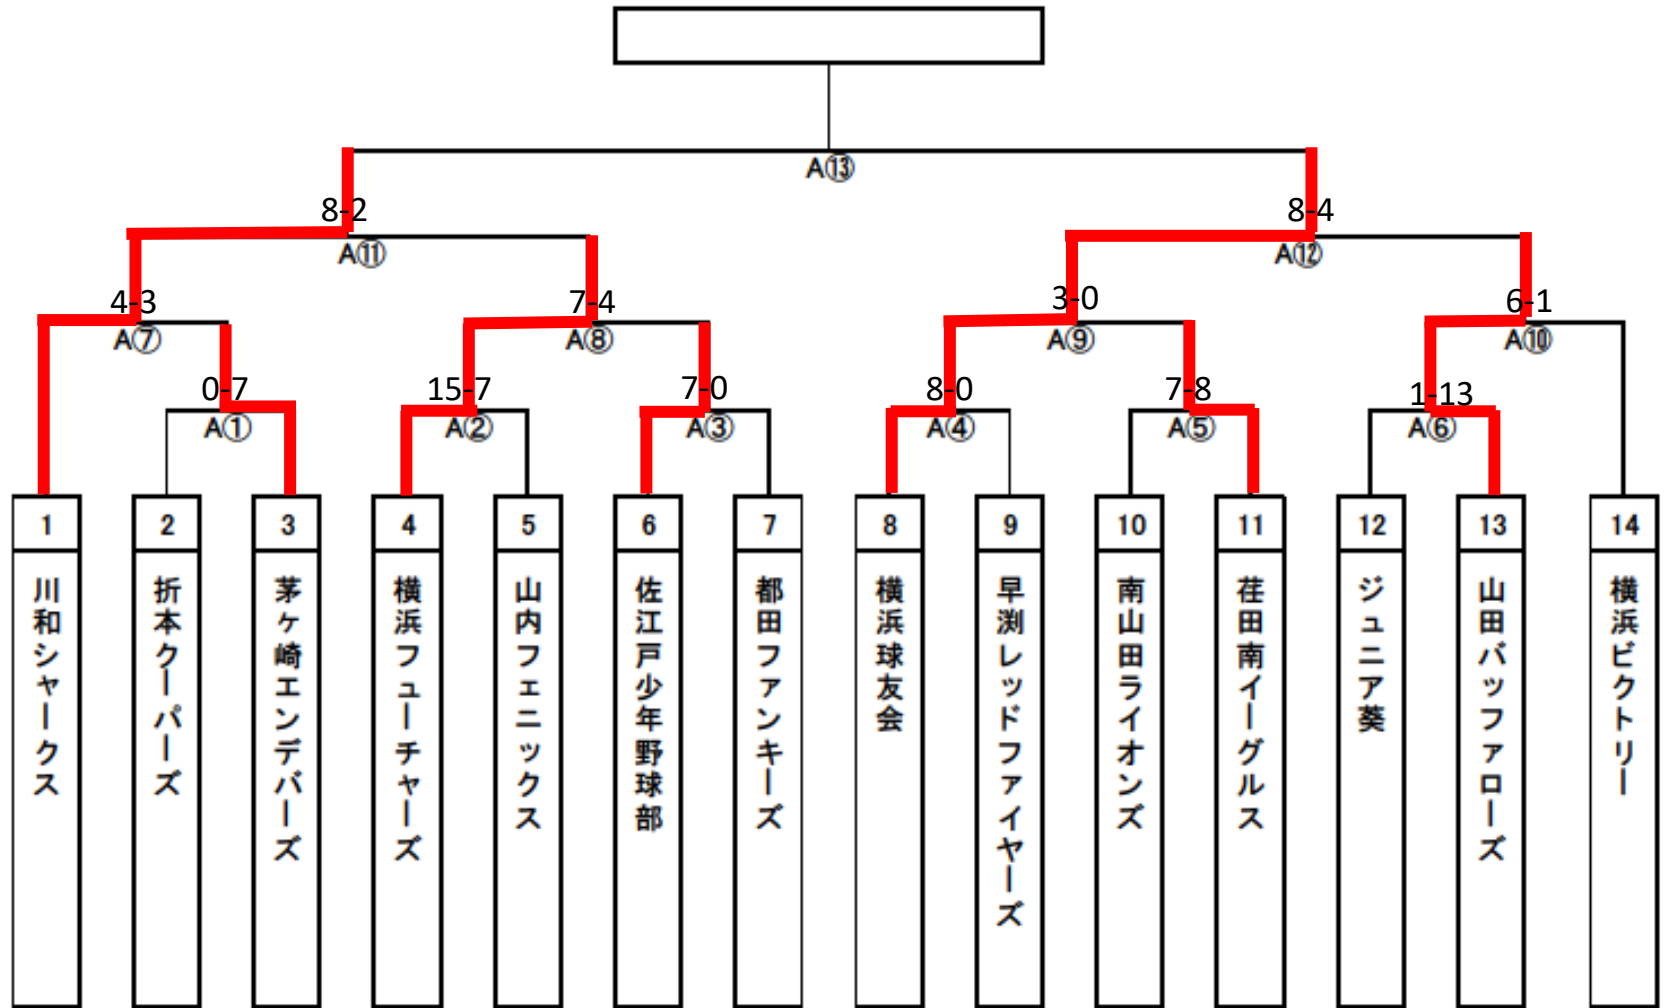 A⑬
8-2
8-4
A⑪
A⑫
4-3
7-4
3-0
6-1
A⑦
A⑧
A⑨
A⑩
0-7
15-7
7-0
8-0
7-8
1-13
A①
A②
A③
A④
A⑤
A⑥
1
川和シャークス
2
折本クーパーズ
3
茅ヶ崎エンデバーズ
4
横浜フューチャーズ
5
山内フェニックス
6
佐江戸少年野球部
7
都田ファンキーズ
8
横浜球友会
9
早渕レッドファイヤーズ
10
南山田ライオンズ
11
荏田南イーグルス
12
ジュニア葵
13
山田バッファローズ
14
横浜ビクトリー